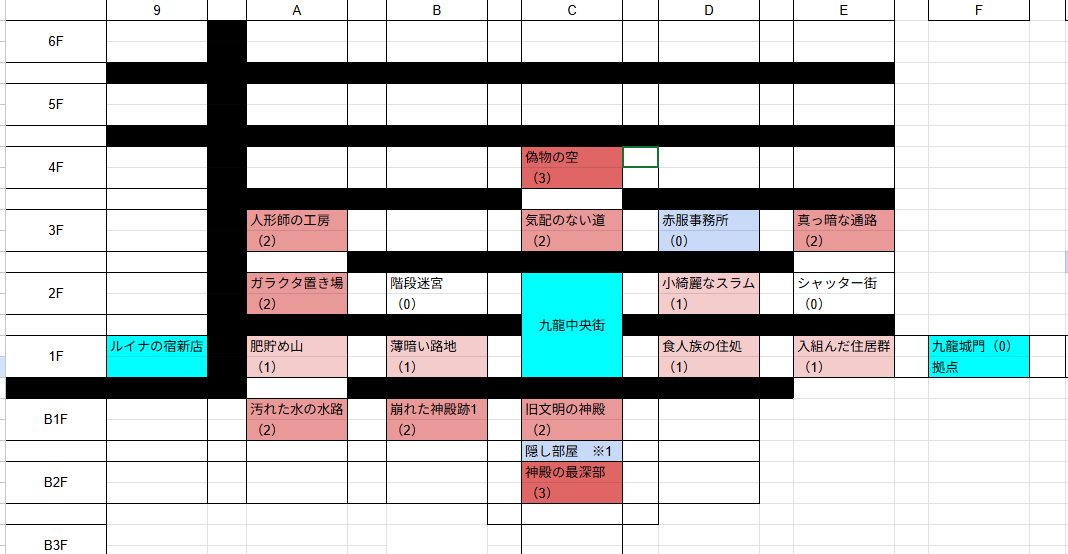 9 A B C D E F
6F
5F
4F
偽物の空
（3）
3F
人形師の工房
（2）
気配のない道
（2）
赤服事務所
（0）
真っ暗な通路
（2）
2F
ガラクタ置き場
（2）
階段迷宮
（0）
九龍中央街
小綺麗なスラム
（1）
シャッター街
（0）
1F
ルイナの宿新店
肥貯め山
（1）
薄暗い路地
（1）
食人族の住処
（1）
入組んだ住居群
（1）
九龍城門（0）
拠点
B1F
汚れた水の水路
（2）
崩れた神殿跡1
（2）
旧文明の神殿
（2）
隠し部屋　※1
B2F
神殿の最深部
（3）
B3F